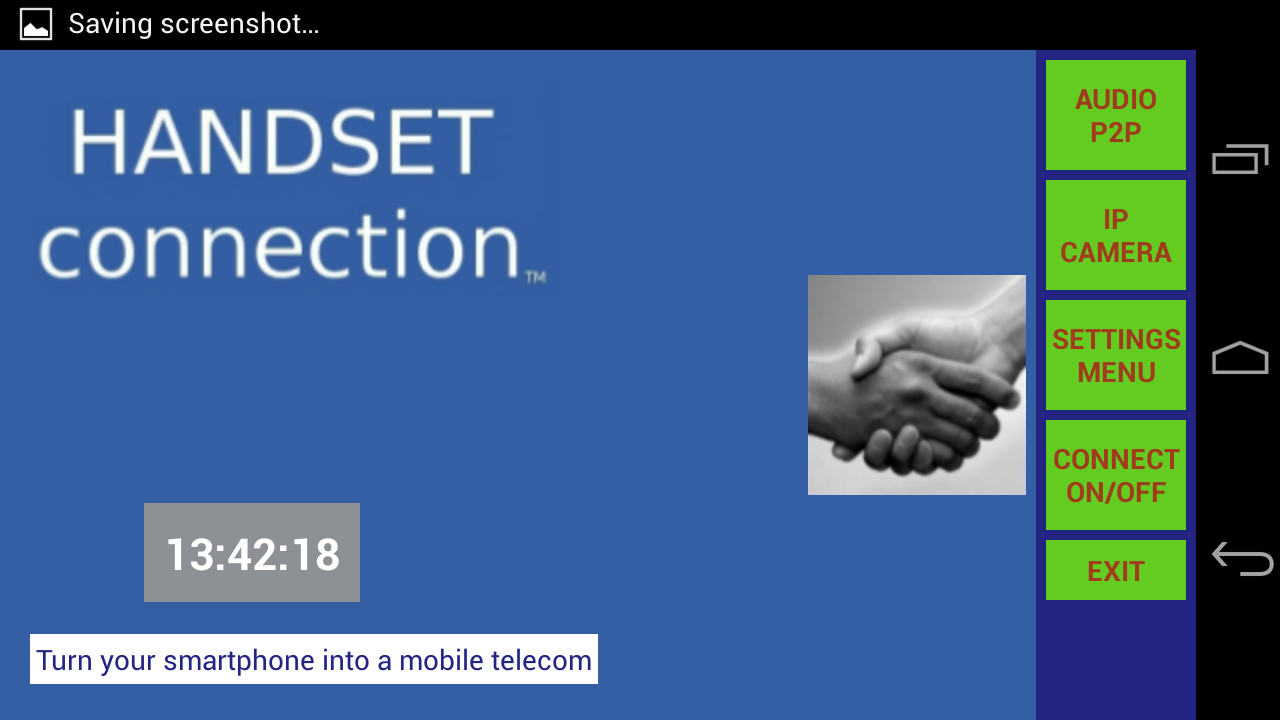 Saving screenshot...
HANDSET
connection™
13:42:18
Turn your smartphone into a mobile telecom
AUDIO
P2P
IP
CAMERA
SETTINGS
MENU
CONNECT
ON/OFF
EXIT